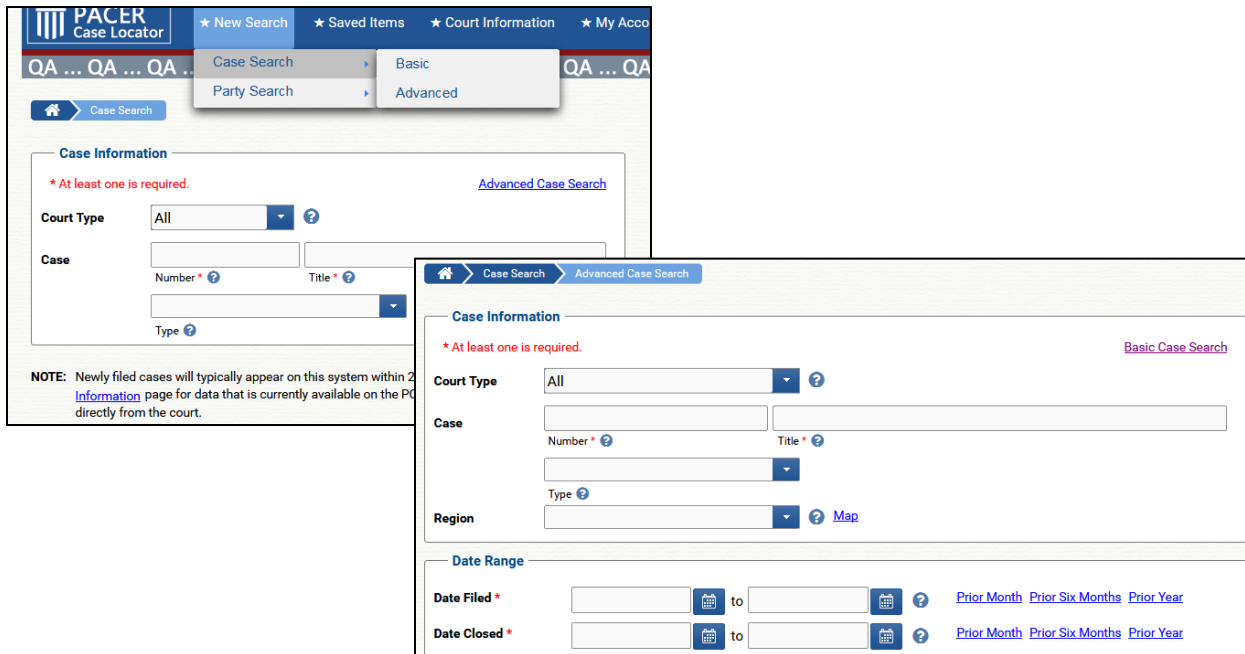 PACER
Case Locator
★ New Search ★ Saved Items ★ Court Information ★ My Acco
QA ... QA ... QA .. QA ... QA
Case Search
Party Search
Basic
Advanced
Case Search
Case Information
* At least one is required. Advanced Case Search
Court Type All ?
Case
Number * ? Title * ?
Type ?
NOTE: Newly filed cases will typically appear on this system within 2
Information page for data that is currently available on the PC
directly from the court.
Case Search Advanced Case Search
Case Information
* At least one is required. Basic Case Search
Court Type All ?
Case
Number * ? Title * ?
Type ?
Region ? Map
Date Range
Date Filed * to ? Prior Month Prior Six Months Prior Year
Date Closed * to ? Prior Month Prior Six Months Prior Year